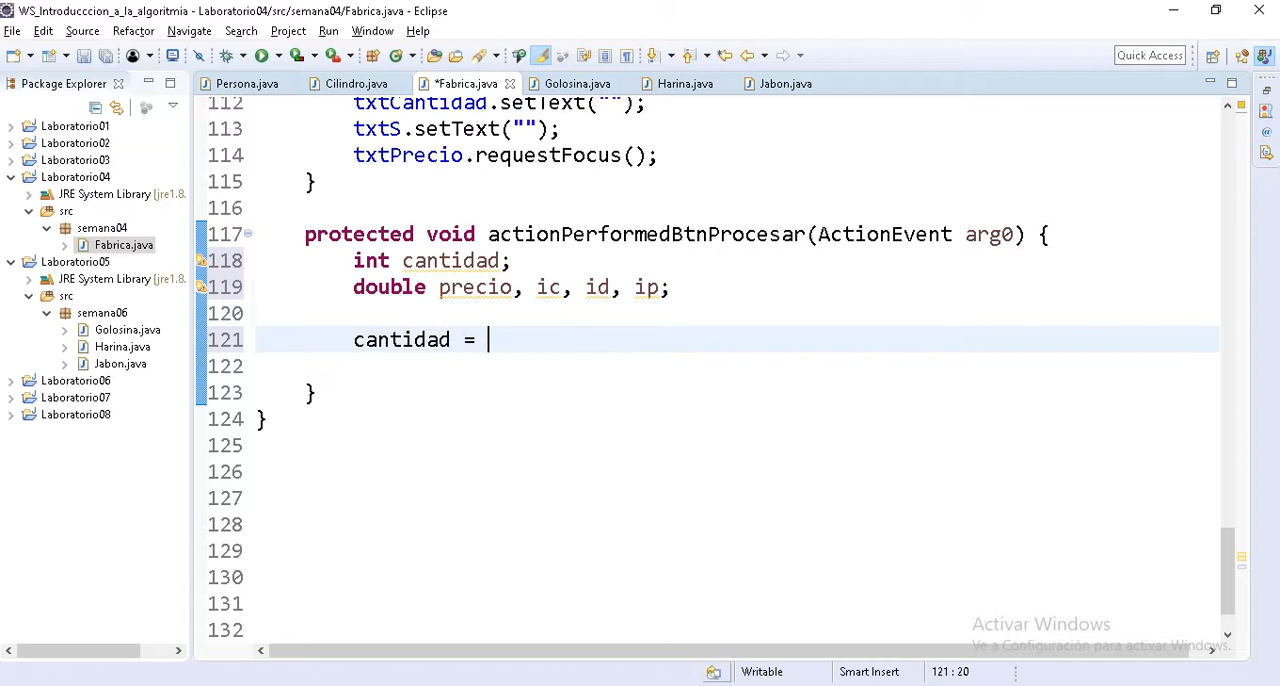 WS_Introducccion_a_la_algoritmia - Laboratorio04/src/semana04/Fabrica.java - Eclipse
File Edit Source Refactor Navigate Search Project Run Window Help
Quick Access
Package Explorer
Persona.java Cilindro.java *Fabrica.java Golosina.java Harina.java Jabon.java
Laboratorio01
Laboratorio02
Laboratorio03
Laboratorio04
JRE System Library [jre1.8.
src
semana04
Fabrica.java
Laboratorio05
JRE System Library [jre1.8.
src
semana06
Golosina.java
Harina.java
Jabon.java
Laboratorio06
Laboratorio07
Laboratorio08
112 txtCantidad.setText("");
113 txtS.setText("");
114 txtPrecio.requestFocus();
115 }
116
117 protected void actionPerformedBtnProcesar(ActionEvent arg0) {
118 int cantidad;
119 double precio, ic, id, ip;
120
121 cantidad =
122
123 }
124 }
125
126
127
128
129
130
131
132
Activar Windows
Ve a Configuración para activar Windows.
Writable Smart Insert 121 : 20